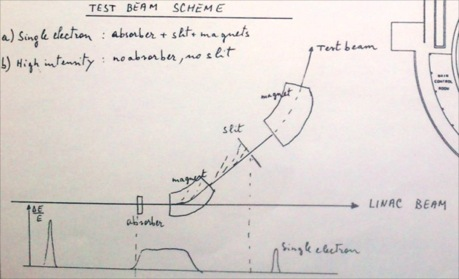 TEST BEAM SCHEME
a) Single electron : absorber + slit + magnets
b) High intensity : no absorber, no slit
Test beam
magnet
MAIN
CONTROL
ROOM
slit
magnet
LINAC BEAM
absorber
ΔE
E
Single electron